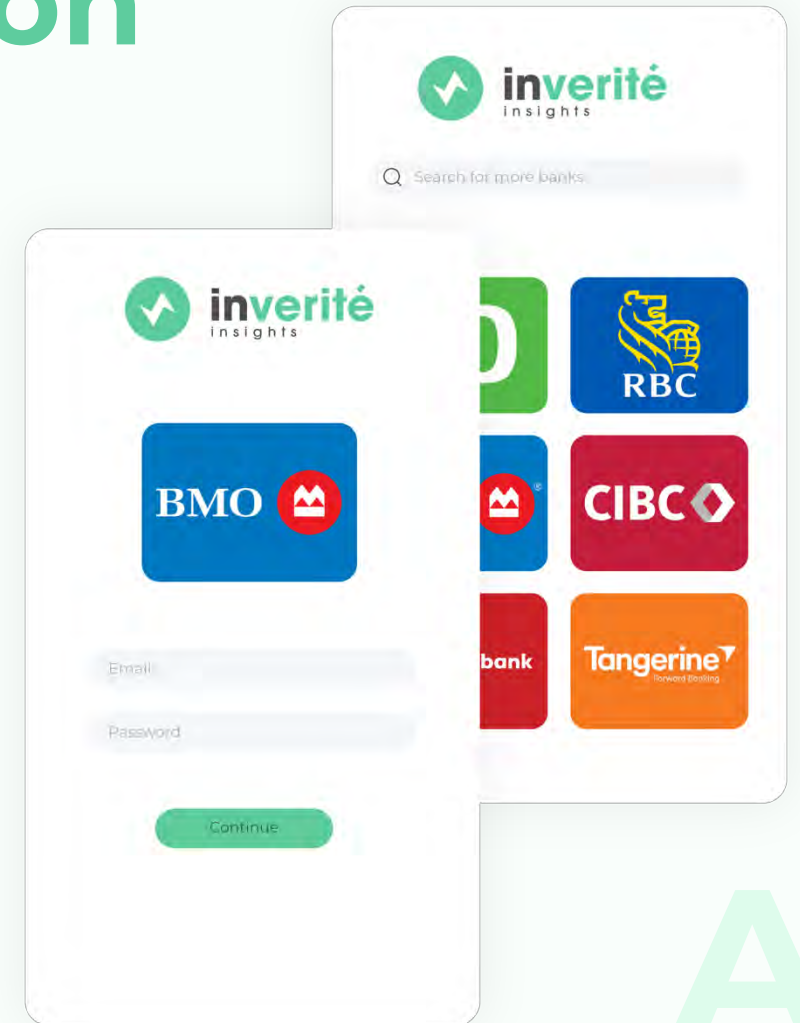 on
inverité
insights
Search for more banks
RBC
CIBC
bank
Tangerine
Forward Banking
inverité
insights
BMO
Email
Password
Continue
A